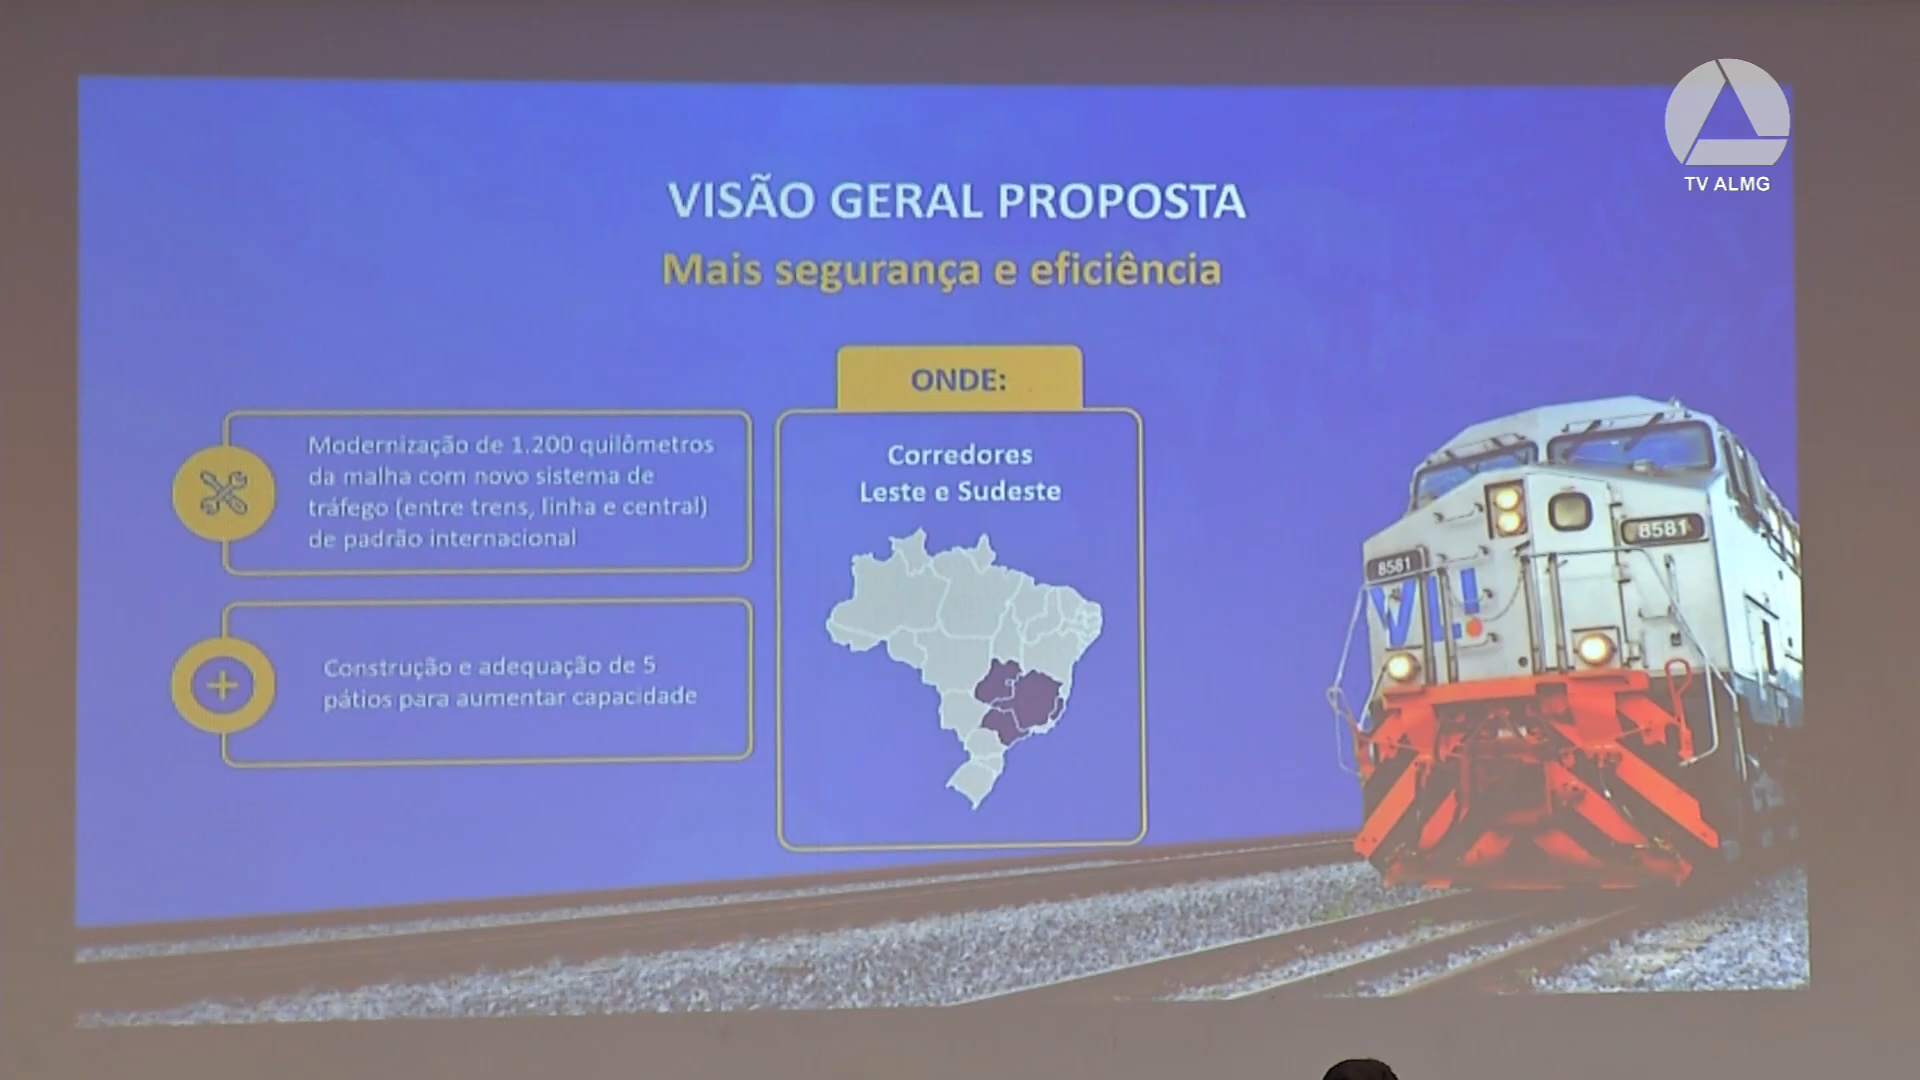 TV ALMG
VISÃO GERAL PROPOSTA
Mais segurança e eficiência
ONDE:
Modernização de 1.200 quilômetros
da malha com novo sistema de
tráfego (entre trens, linha e central)
de padrão internacional
Corredores
Leste e Sudeste
Construção e adequação de 5
pátios para aumentar capacidade
8581
8581
VLI